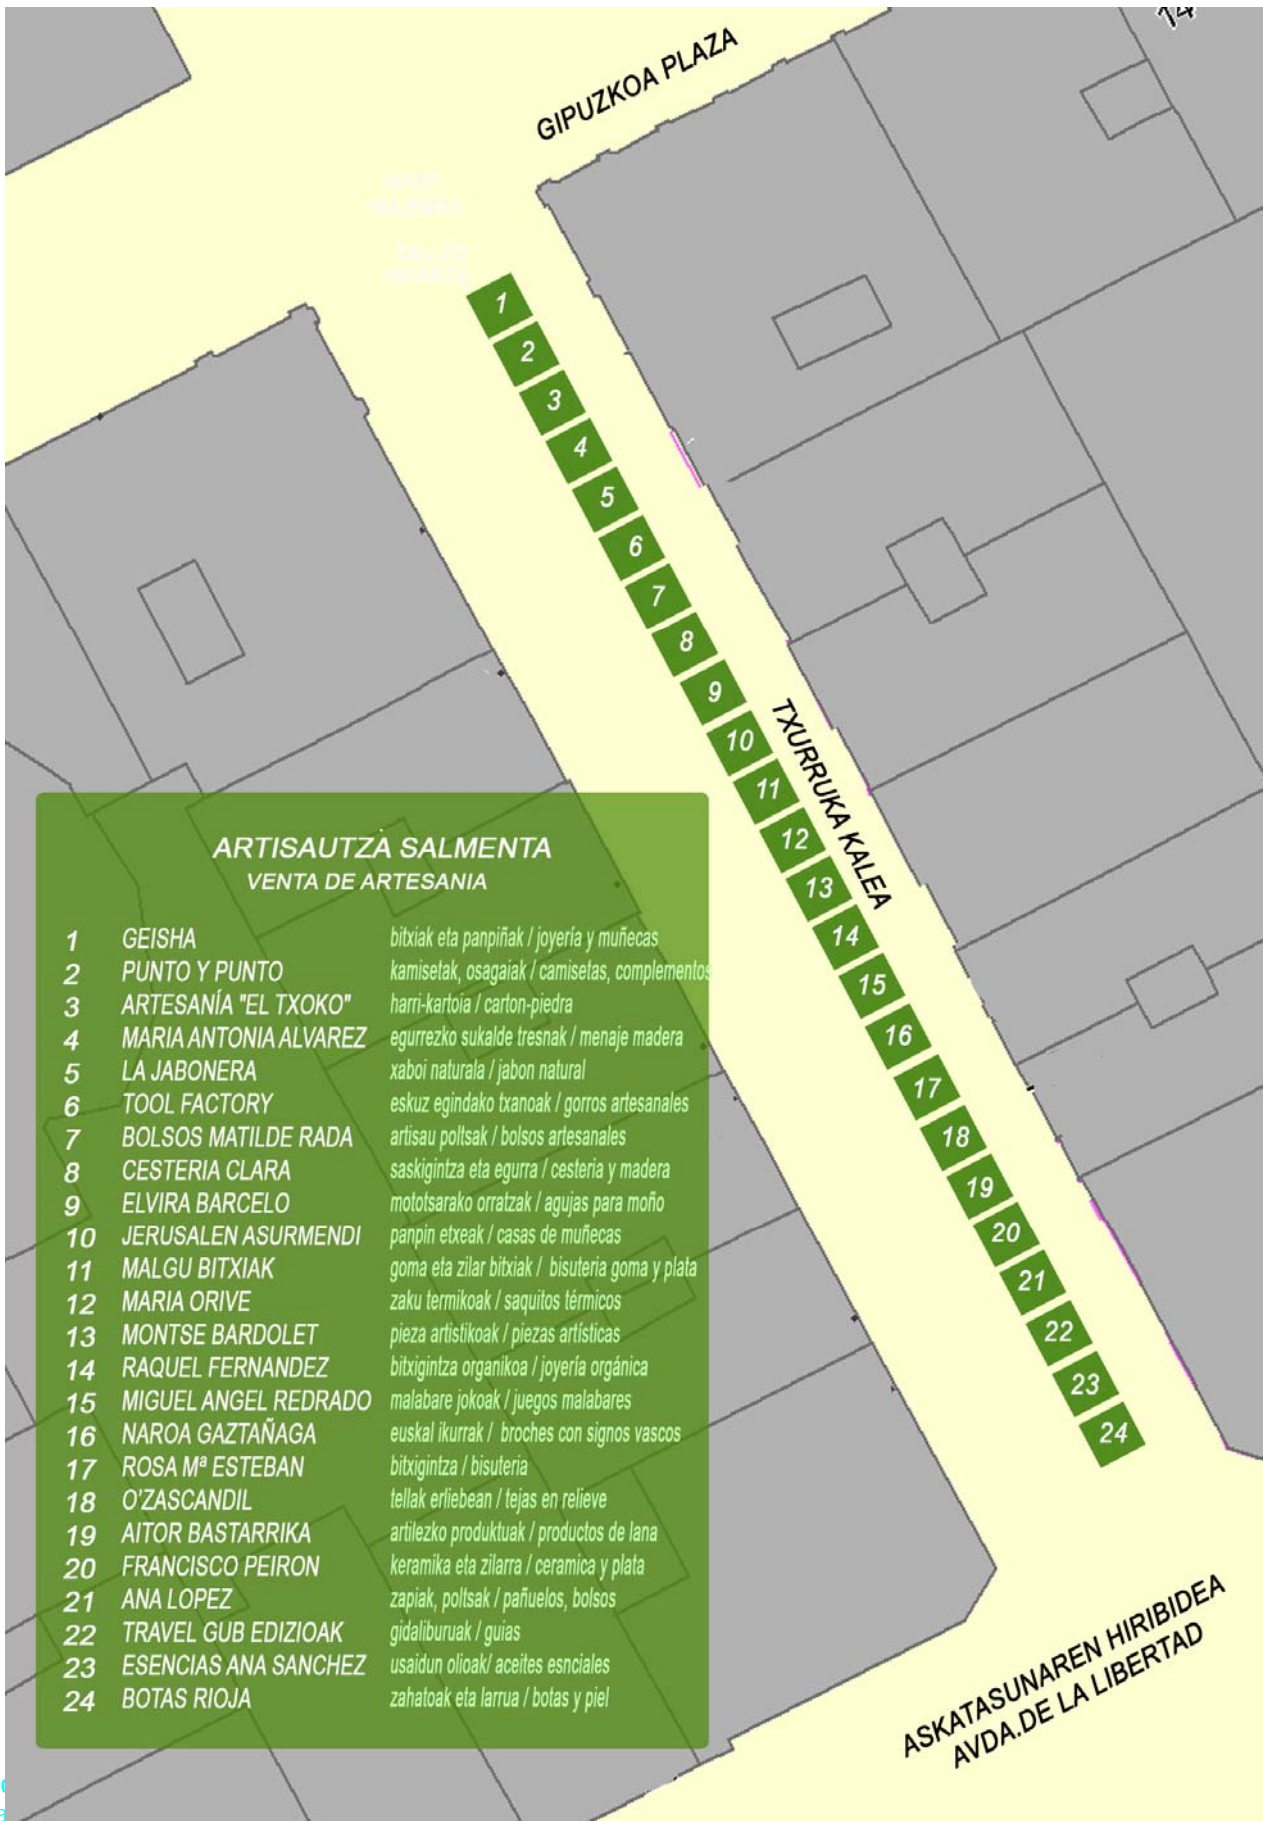 14
GIPUZKOA PLAZA
1
2
3
4
5
6
7
8
9
10
11
12
13
14
15
16
17
18
19
20
21
22
23
24
TXURRUKA KALEA
ARTISAUTZA SALMENTA
VENTA DE ARTESANIA
1 GEISHA bitxiak eta panpiñak / joyería y muñecas
2 PUNTO Y PUNTO kamisetak, osagaiak / camisetas, complementos
3 ARTESANÍA "EL TXOKO" harri-kartoia / carton-piedra
4 MARIA ANTONIA ALVAREZ egurrezko sukalde tresnak / menaje madera
5 LA JABONERA xaboi naturala / jabon natural
6 TOOL FACTORY eskuz egindako txanoak / gorros artesanales
7 BOLSOS MATILDE RADA artisau poltsak / bolsos artesanales
8 CESTERIA CLARA saskigintza eta egurra / cesteria y madera
9 ELVIRA BARCELO mototsarako orratzak / agujas para moño
10 JERUSALEN ASURMENDI panpin etxeak / casas de muñecas
11 MALGU BITXIAK goma eta zilar bitxiak / bisuteria goma y plata
12 MARIA ORIVE zaku termikoak / saquitos térmicos
13 MONTSE BARDOLET pieza artistikoak / piezas artísticas
14 RAQUEL FERNANDEZ bitxigintza organikoa / joyería orgánica
15 MIGUEL ANGEL REDRADO malabare jokoak / juegos malabares
16 NAROA GAZTAÑAGA euskal ikurrak / broches con signos vascos
17 ROSA Mª ESTEBAN bitxigintza / bisuteria
18 O'ZASCANDIL tellak erliebean / tejas en relieve
19 AITOR BASTARRIKA artilezko produktuak / productos de lana
20 FRANCISCO PEIRON keramika eta zilarra / ceramica y plata
21 ANA LOPEZ zapiak, poltsak / pañuelos, bolsos
22 TRAVEL GUB EDIZIOAK gidaliburuak / guias
23 ESENCIAS ANA SANCHEZ usaidun olioak/ aceites esnciales
24 BOTAS RIOJA zahatoak eta larrua / botas y piel
ASKATASUNAREN HIRIBIDEA
AVDA.DE LA LIBERTAD